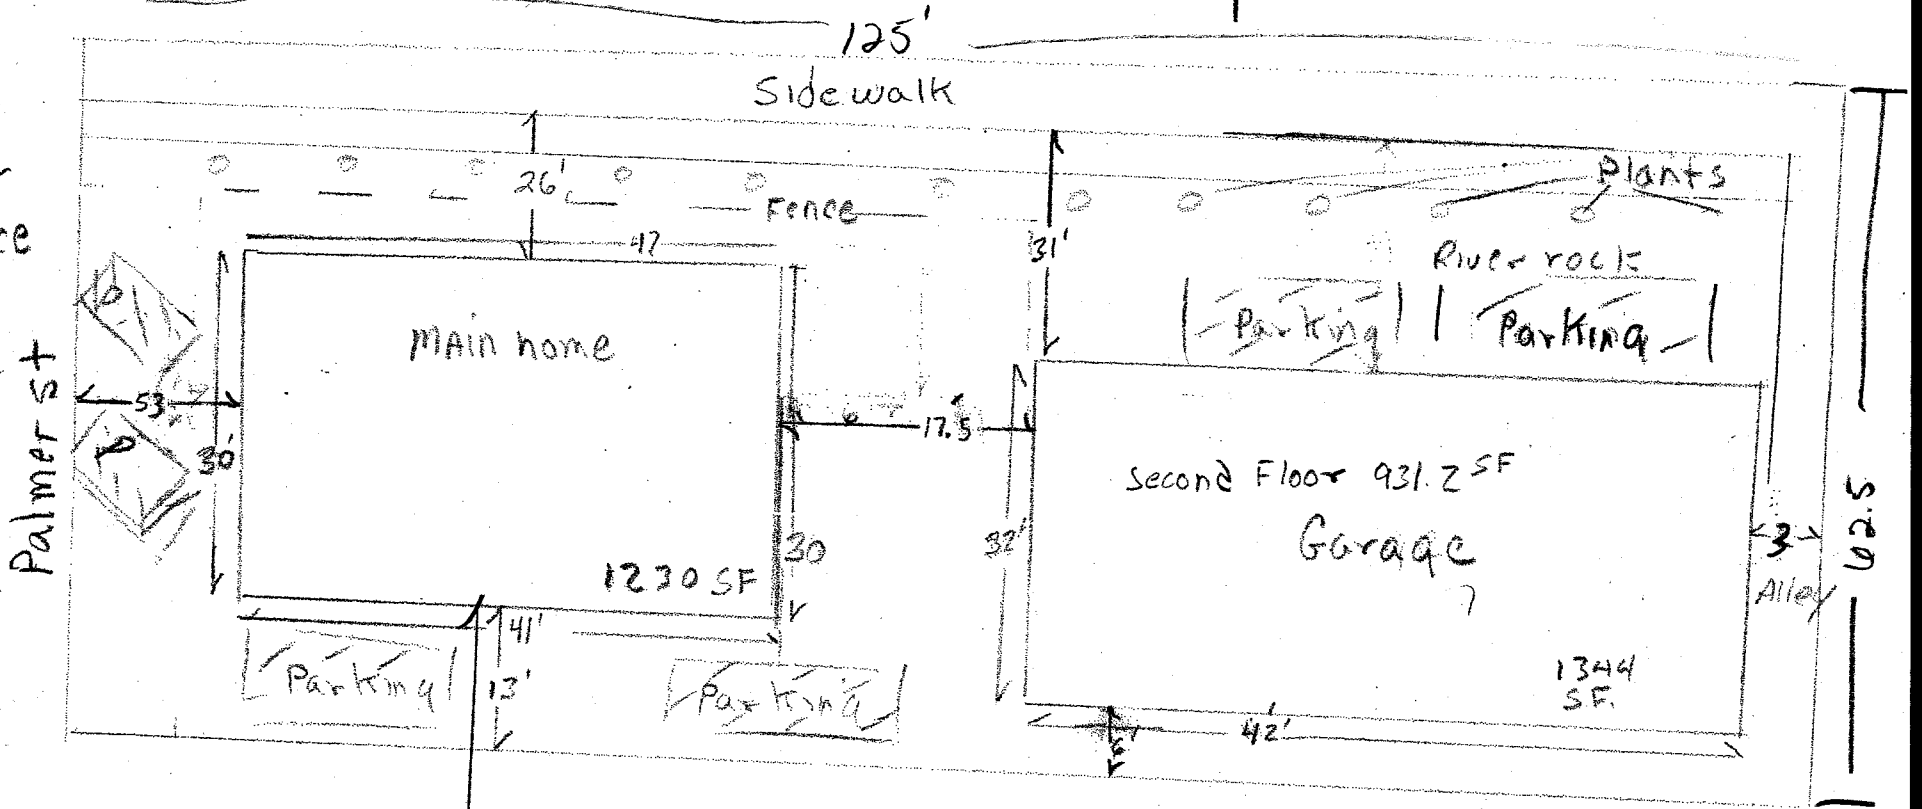 125'
Sidewalk
Plants
26'
Fence
47
31'
River rock
ce
P
Parking
Parking
Main home
Palmer st
53
17.5
P
30'
Second Floor 931.2 SF
Garage
62.5
32'
3
30
1230 SF
Alley
41'
1344
SF.
Parking
13'
Parking
42'
6'